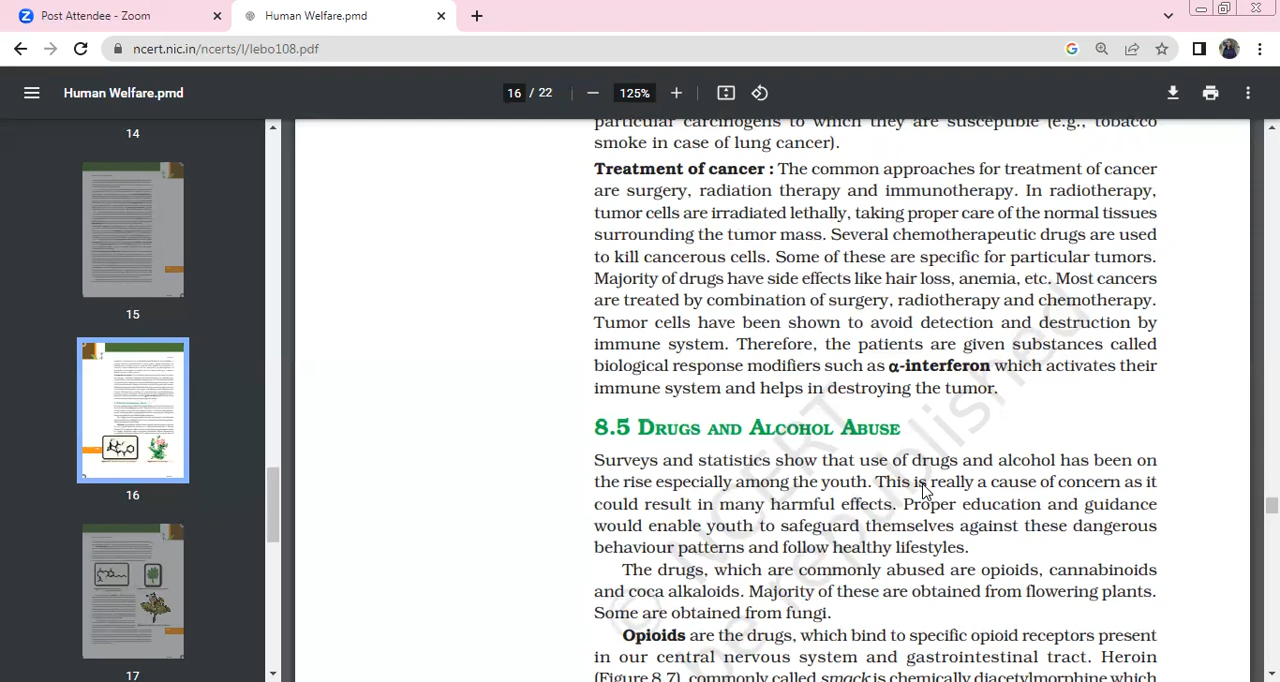 Post Attendee - Zoom
Human Welfare.pmd
ncert.nic.in/ncerts/l/lebo108.pdf
Human Welfare.pmd
16 / 22
125%
14
15
16
17
particular carcinogens to which they are susceptible (e.g., tobacco
smoke in case of lung cancer).
Treatment of cancer : The common approaches for treatment of cancer
are surgery, radiation therapy and immunotherapy. In radiotherapy,
tumor cells are irradiated lethally, taking proper care of the normal tissues
surrounding the tumor mass. Several chemotherapeutic drugs are used
to kill cancerous cells. Some of these are specific for particular tumors.
Majority of drugs have side effects like hair loss, anemia, etc. Most cancers
are treated by combination of surgery, radiotherapy and chemotherapy.
Tumor cells have been shown to avoid detection and destruction by
immune system. Therefore, the patients are given substances called
biological response modifiers such as α-interferon which activates their
immune system and helps in destroying the tumor.
8.5 DRUGS AND ALCOHOL ABUSE
Surveys and statistics show that use of drugs and alcohol has been on
the rise especially among the youth. This is really a cause of concern as it
could result in many harmful effects. Proper education and guidance
would enable youth to safeguard themselves against these dangerous
behaviour patterns and follow healthy lifestyles.
The drugs, which are commonly abused are opioids, cannabinoids
and coca alkaloids. Majority of these are obtained from flowering plants.
Some are obtained from fungi.
Opioids are the drugs, which bind to specific opioid receptors present
in our central nervous system and gastrointestinal tract. Heroin
(Figure 8.7), commonly called smack is chemically diacetylmorphine which
© NCERT
be republished